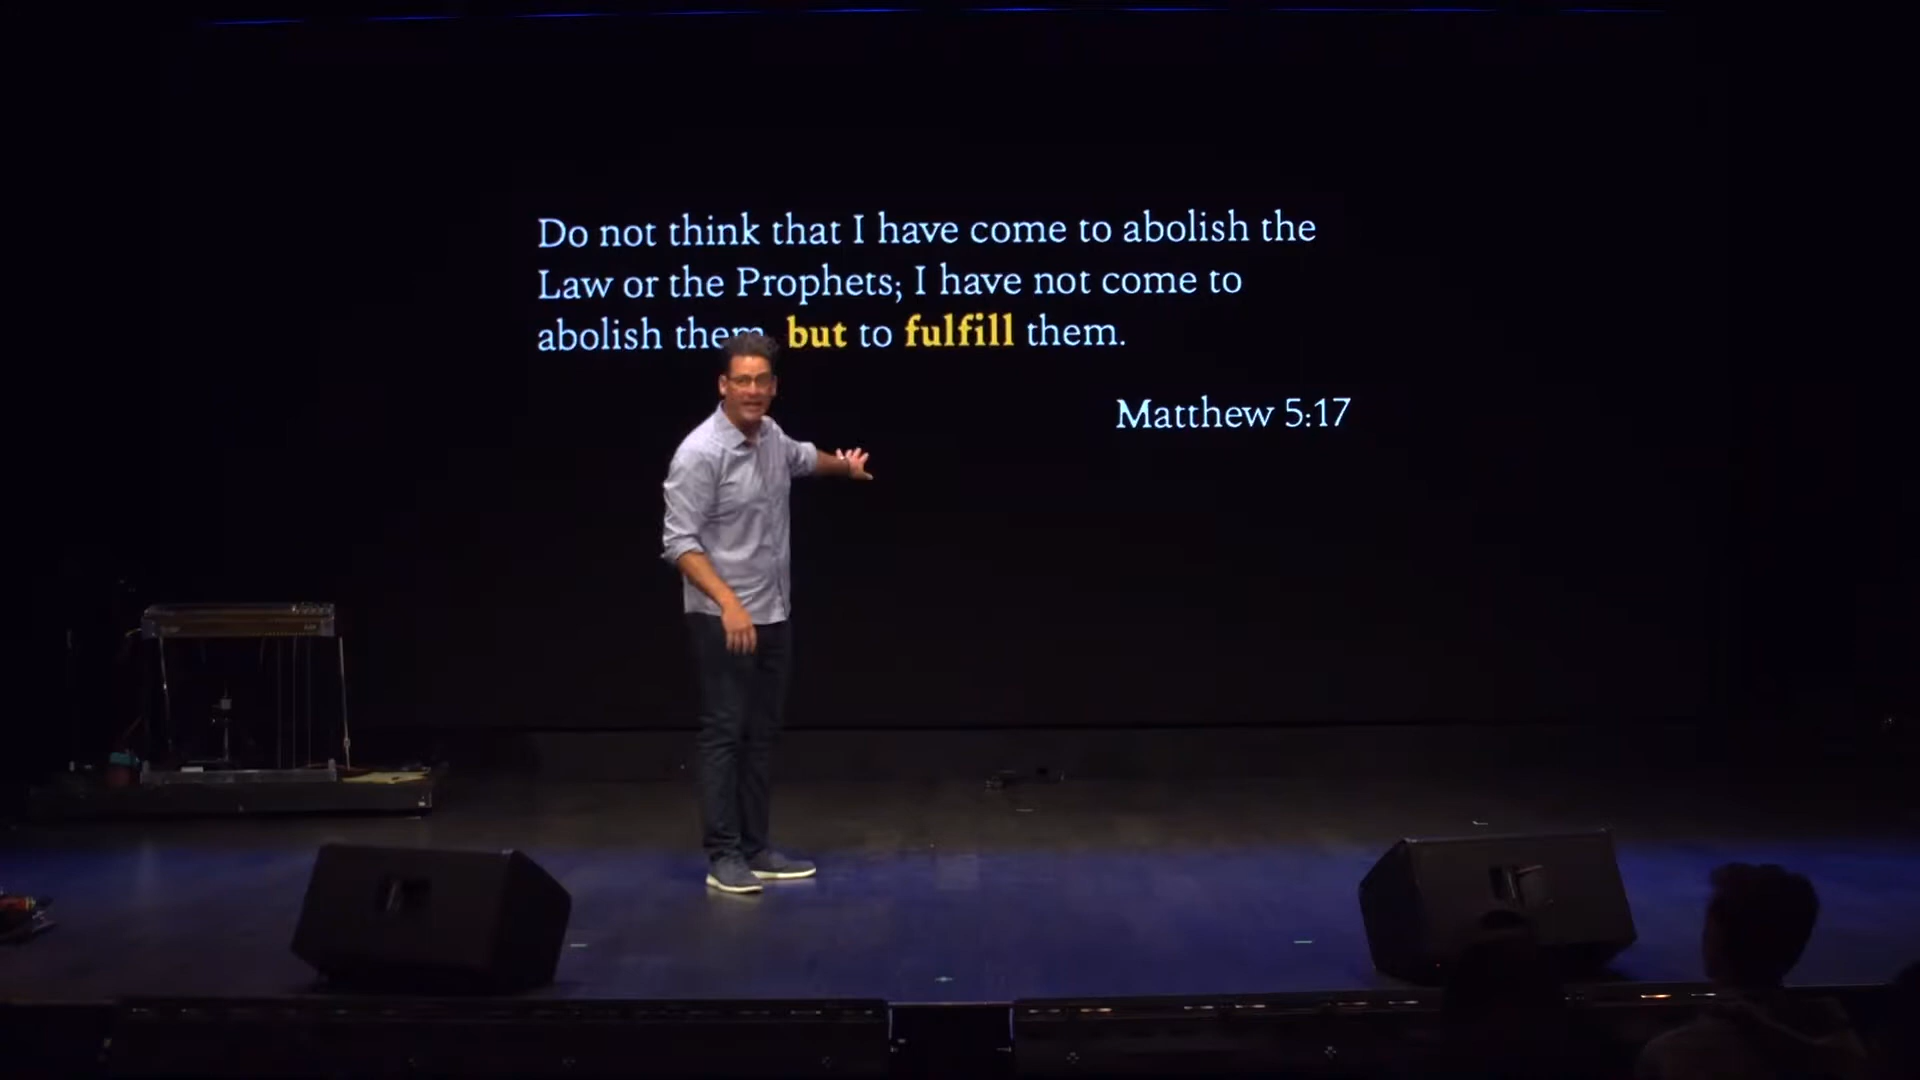 Do not think that I have come to abolish the
Law or the Prophets; I have not come to
abolish them, but to fulfill them.
Matthew 5:17